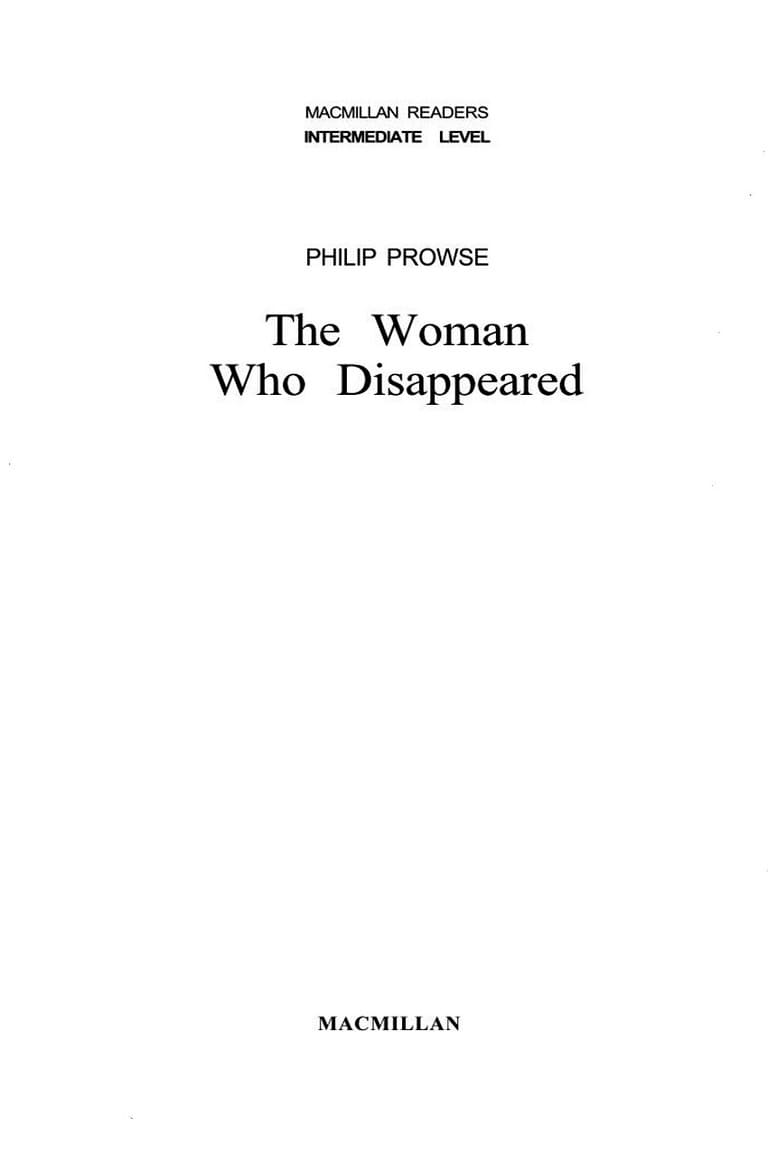 MACMILLAN READERS
INTERMEDIATE LEVEL
PHILIP PROWSE
The Woman
Who Disappeared
MACMILLAN